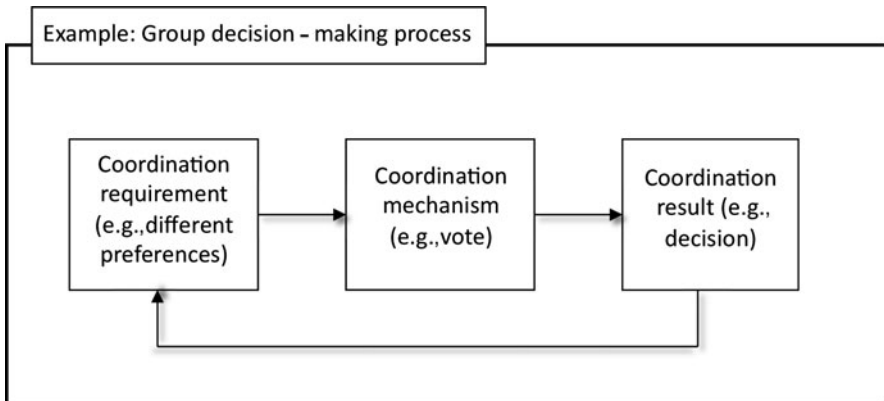 Example: Group decision – making process
Coordination
requirement
(e.g.,different
preferences)
Coordination
mechanism
(e.g.,vote)
Coordination
result (e.g.,
decision)